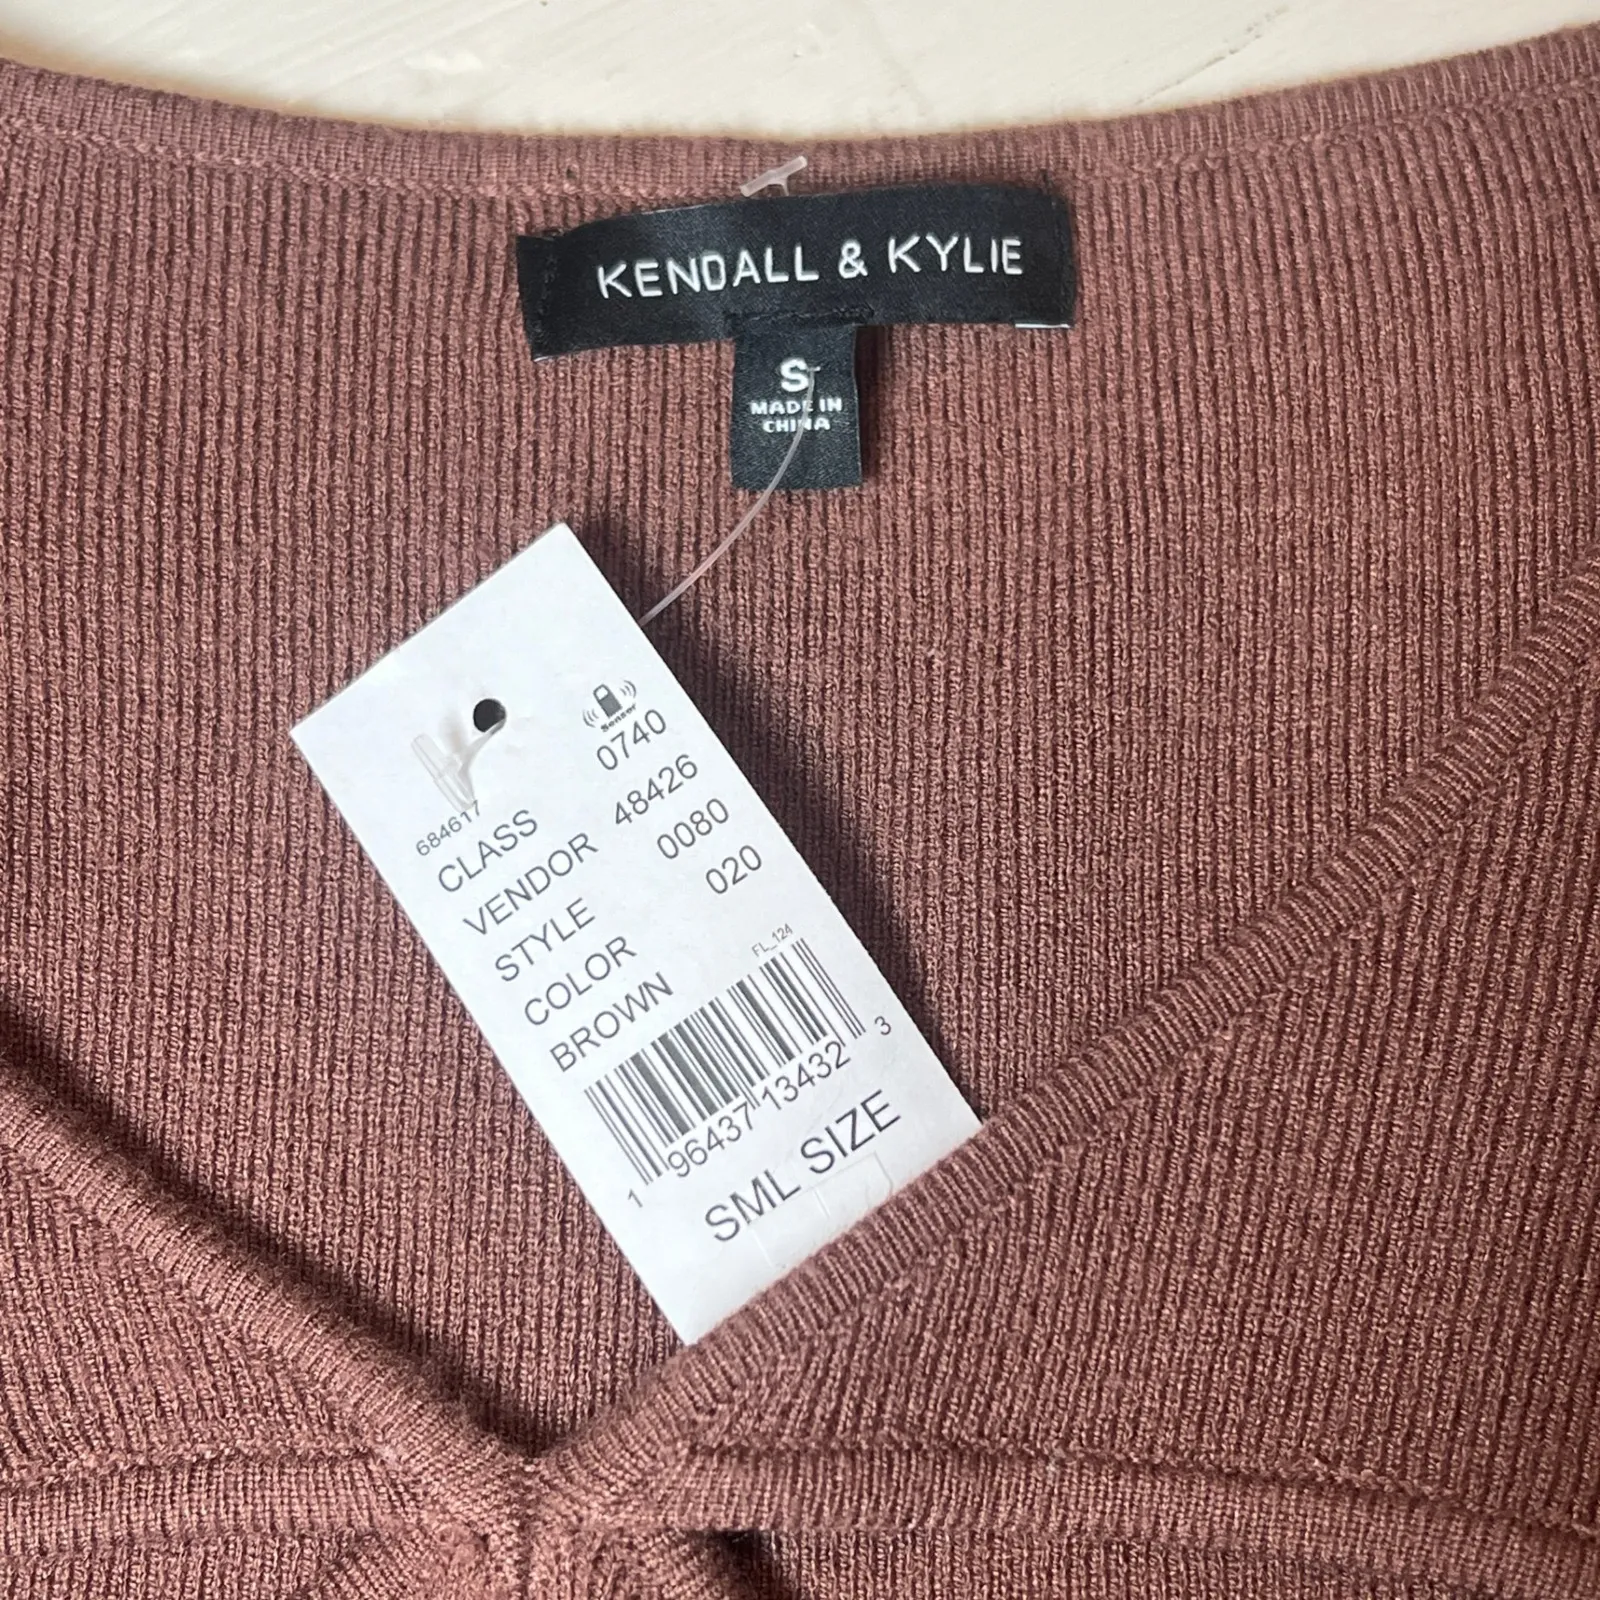 KENDALL & KYLIE
S
MADE IN
CHINA
Sensor
684617
CLASS 0740
VENDOR 48426
STYLE 0080
COLOR 020
BROWN
FL_124
1 96437 13432 3
SML SIZE